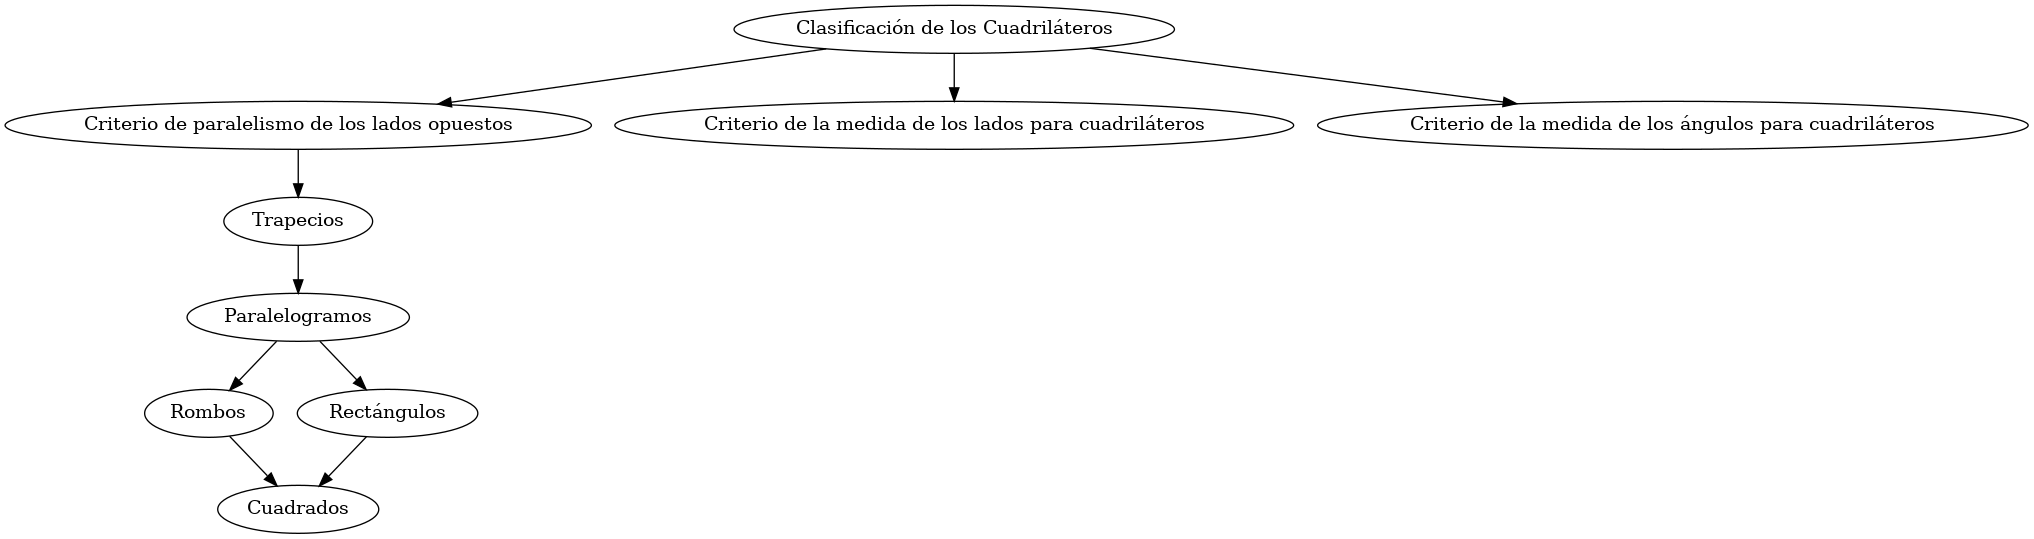 Clasificación de los Cuadriláteros
Criterio de paralelismo de los lados opuestos
Criterio de la medida de los lados para cuadriláteros
Criterio de la medida de los ángulos para cuadriláteros
Trapecios
Paralelogramos
Rombos
Rectángulos
Cuadrados